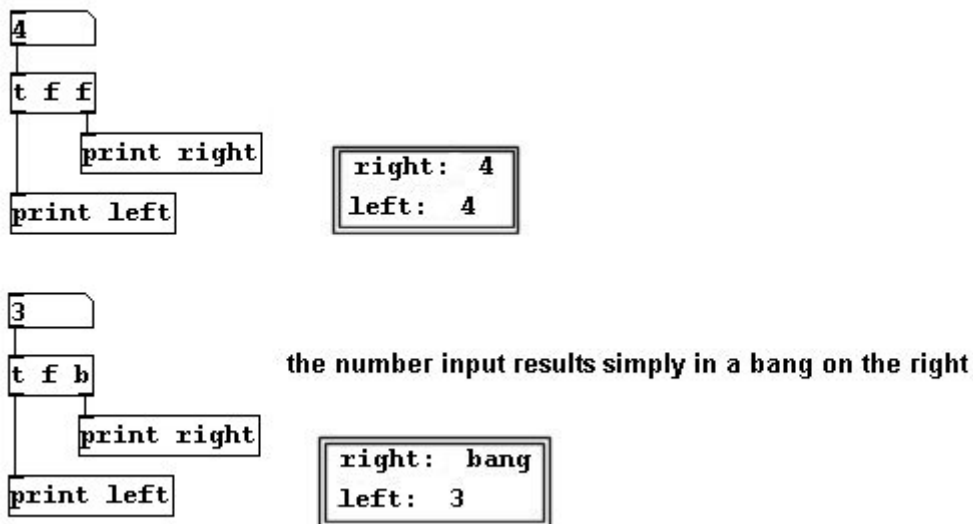 4
t f f
print right
print left
right: 4
left: 4
3
t f b
print right
print left
the number input results simply in a bang on the right
right: bang
left: 3